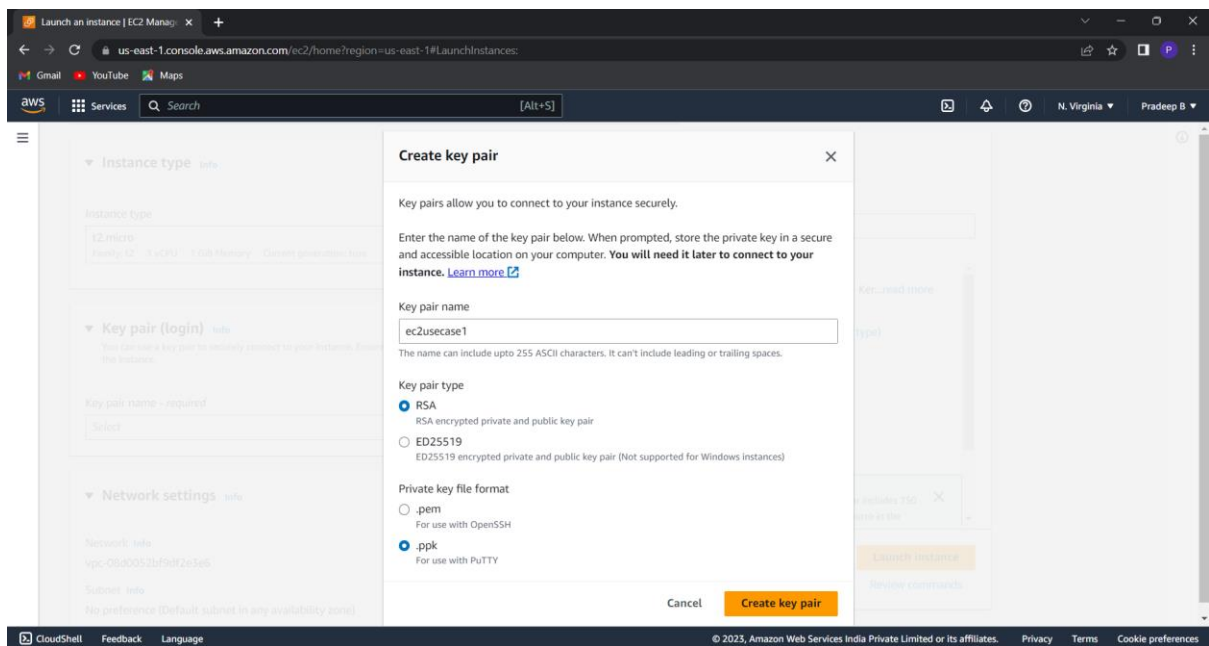 Launch an instance | EC2 Manage
us-east-1.console.aws.amazon.com/ec2/home?region=us-east-1#LaunchInstances:
P
Gmail YouTube Maps
aws Services Search [Alt+S] N. Virginia Pradeep B
Instance type Info
Create key pair
Key pairs allow you to connect to your instance securely.
Instance type
t2.micro
Enter the name of the key pair below. When prompted, store the private key in a secure
and accessible location on your computer. You will need it later to connect to your
instance. Learn more
Ker...read more
Key pair name
Key pair (login) Info
ec2usecase1
type)
The name can include upto 255 ASCII characters. It can't include leading or trailing spaces.
Key pair type
Key pair name - required
RSA
RSA encrypted private and public key pair
Select
ED25519
ED25519 encrypted private and public key pair (Not supported for Windows instances)
Private key file format
Network settings Info
.pem
For use with OpenSSH
Network Info
.ppk
For use with PuTTY
Launch instance
Review commands
Subnet Info
No preference (Default subnet in any availability zone)
Cancel Create key pair
CloudShell Feedback Language © 2023, Amazon Web Services India Private Limited or its affiliates. Privacy Terms Cookie preferences